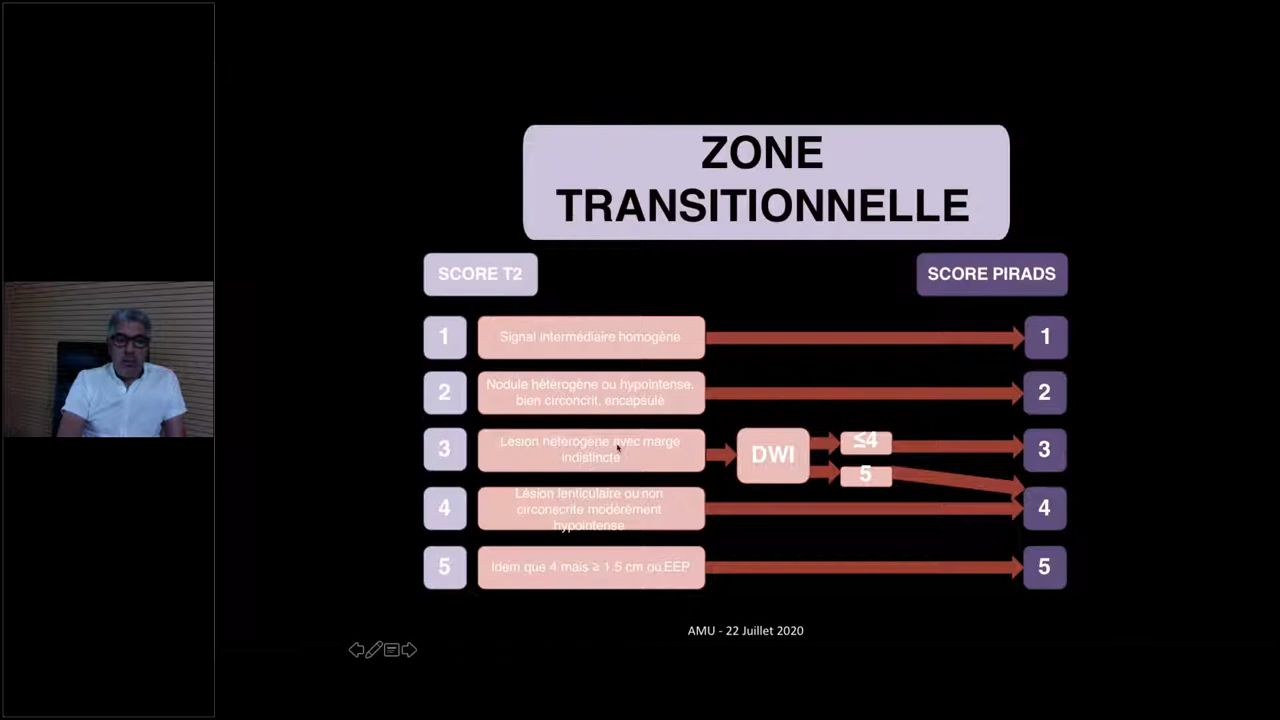 ZONE
TRANSITIONNELLE
SCORE T2
SCORE PIRADS
1
Signal intermédiaire homogène
1
2
Nodule hétérogène ou hypointense,
bien circoncrit, encapsulé
2
3
Lésion hétérogène avec marge
indistincte
DWI
≤4
5
3
4
Lésion lenticulaire ou non
circonscrite modérément
hypointense
4
5
Idem que 4 mais ≥ 1.5 cm ou EEP
5
AMU - 22 Juillet 2020